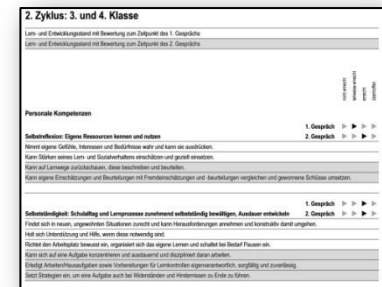 2. Zyklus: 3. und 4. Klasse
Lern- und Entwicklungsstand mit Bewertung zum Zeitpunkt des 1. Gesprächs
Lern- und Entwicklungsstand mit Bewertung zum Zeitpunkt des 2. Gesprächs
nicht erreicht
teilweise erreicht
erreicht
übertroffen
Personale Kompetenzen
1. Gespräch
Selbstreflexion: Eigene Ressourcen kennen und nutzen 2. Gespräch
Nimmt eigene Gefühle, Interessen und Bedürfnisse wahr und kann sie ausdrücken.
Kann Stärken seines Lern- und Sozialverhaltens einschätzen und gezielt einsetzen.
Kann auf Lernwege zurückschauen, diese beschreiben und beurteilen.
Kann eigene Einschätzungen und Beurteilungen mit Fremdeinschätzungen und -beurteilungen vergleichen und gewonnene Schlüsse umsetzen.
1. Gespräch
Selbstständigkeit: Schulalltag und Lernprozesse zunehmend selbstständig bewältigen, Ausdauer entwickeln 2. Gespräch
Findet sich in neuen, ungewohnten Situationen zurecht und kann Herausforderungen annehmen und konstruktiv damit umgehen.
Holt sich Unterstützung und Hilfe, wenn diese notwendig sind.
Richtet den Arbeitsplatz bewusst ein, organisiert sich das eigene Lernen und schaltet bei Bedarf Pausen ein.
Kann sich auf eine Aufgabe konzentrieren und ausdauernd und diszipliniert daran arbeiten.
Erledigt Arbeiten/Hausaufgaben sowie Vorbereitungen für Lernkontrollen eigenverantwortlich, sorgfältig und zuverlässig.
Setzt Strategien ein, um eine Aufgabe auch bei Widerständen und Hindernissen zu Ende zu führen.